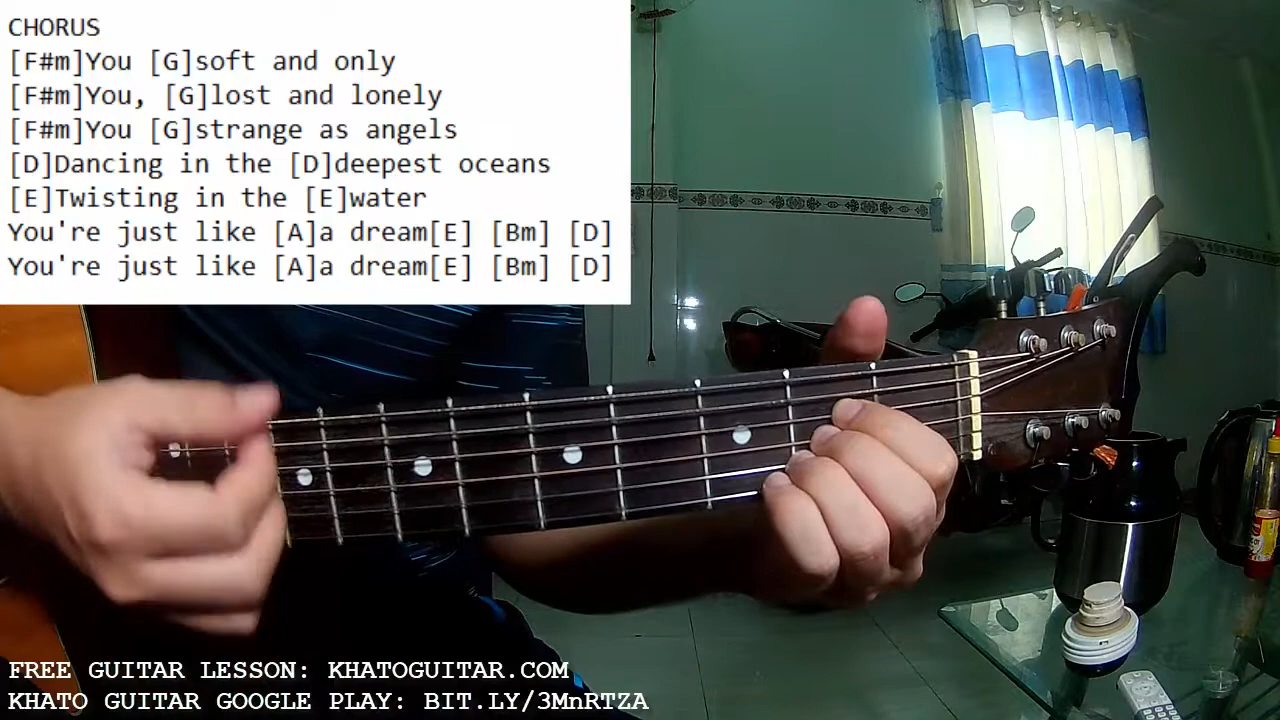 CHORUS
[F#m]You [G]soft and only
[F#m]You, [G]lost and lonely
[F#m]You [G]strange as angels
[D]Dancing in the [D]deepest oceans
[E]Twisting in the [E]water
You're just like [A]a dream[E] [Bm] [D]
You're just like [A]a dream[E] [Bm] [D]
FREE GUITAR LESSON: KHATOGUITAR.COM
KHATO GUITAR GOOGLE PLAY: BIT.LY/3MNRTZA